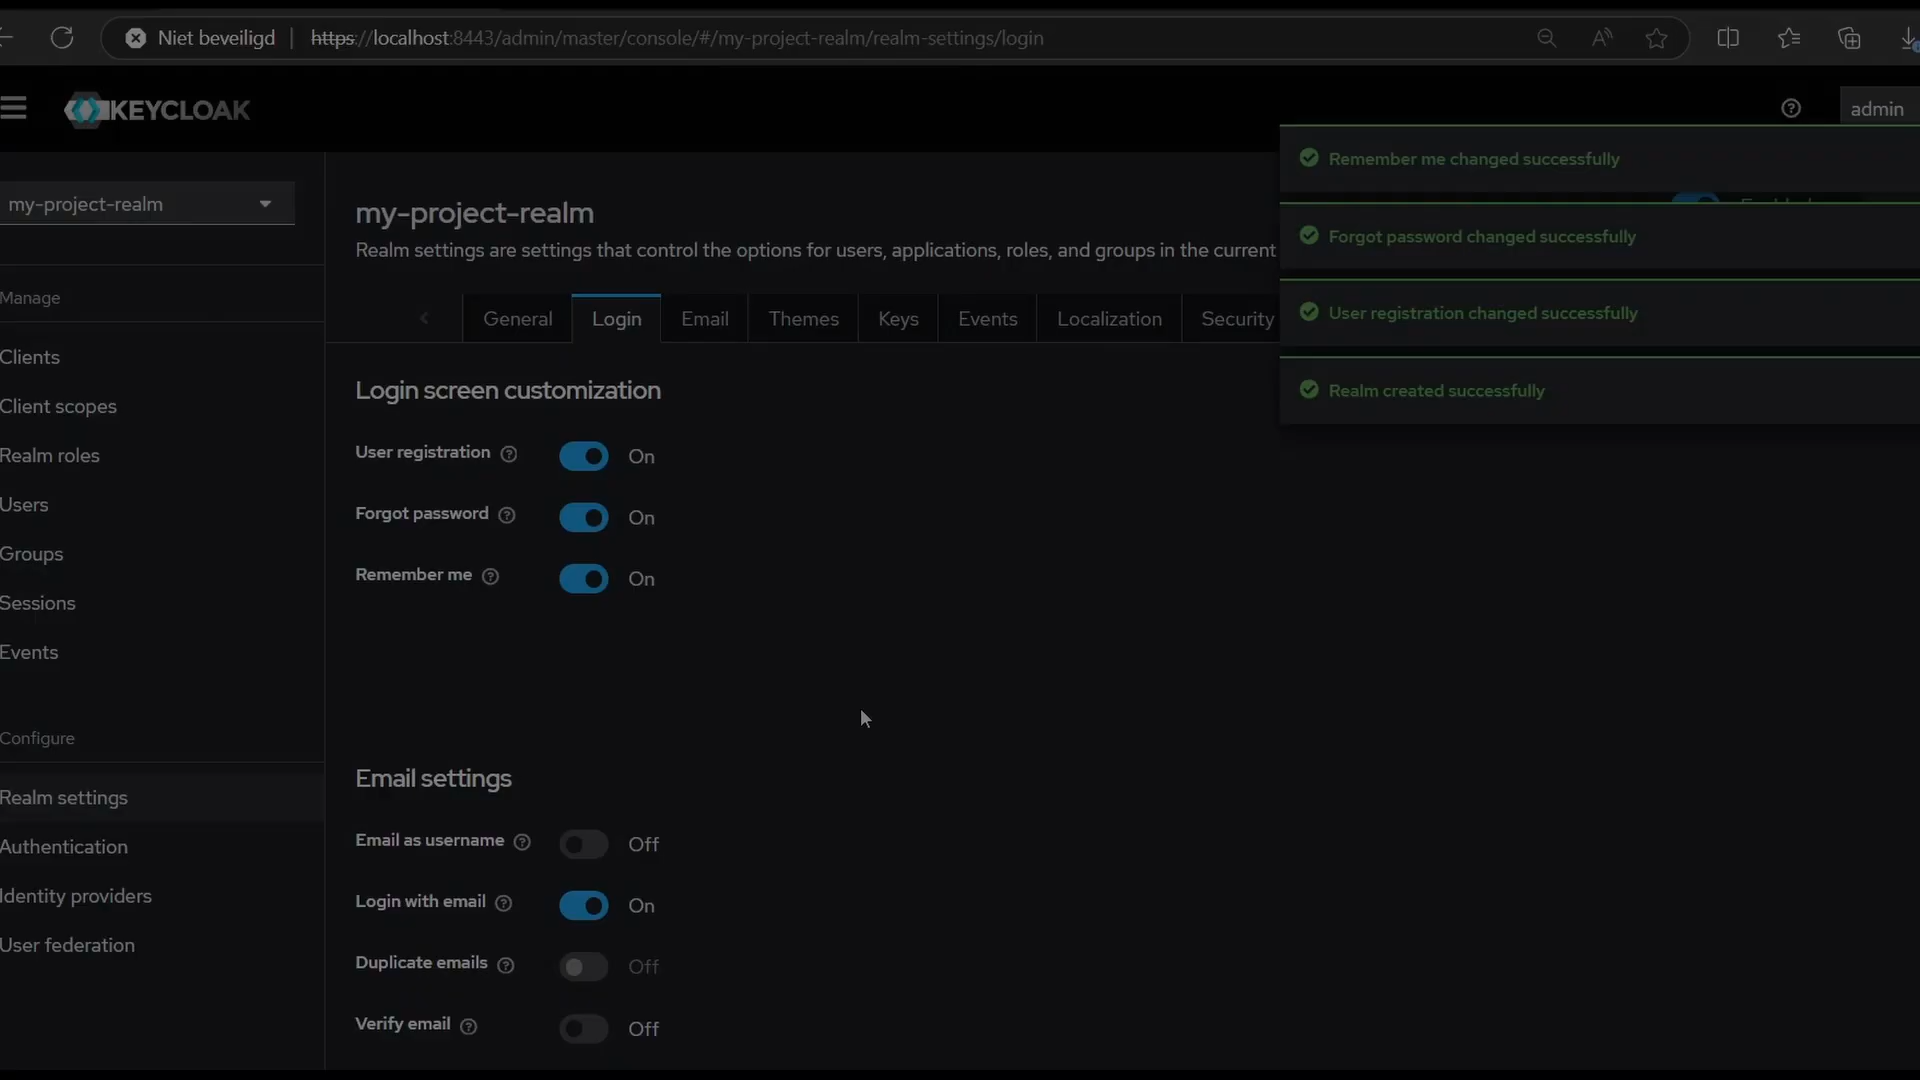 Niet beveiligd https://localhost:8443/admin/master/console/#/my-project-realm/realm-settings/login
KEYCLOAK
admin
my-project-realm
Manage
Clients
Client scopes
Realm roles
Users
Groups
Sessions
Events
Configure
Realm settings
Authentication
Identity providers
User federation
my-project-realm
Realm settings are settings that control the options for users, applications, roles, and groups in the current
General Login Email Themes Keys Events Localization Security
Login screen customization
User registration On
Forgot password On
Remember me On
Email settings
Email as username Off
Login with email On
Duplicate emails Off
Verify email Off
Remember me changed successfully
Forgot password changed successfully
User registration changed successfully
Realm created successfully